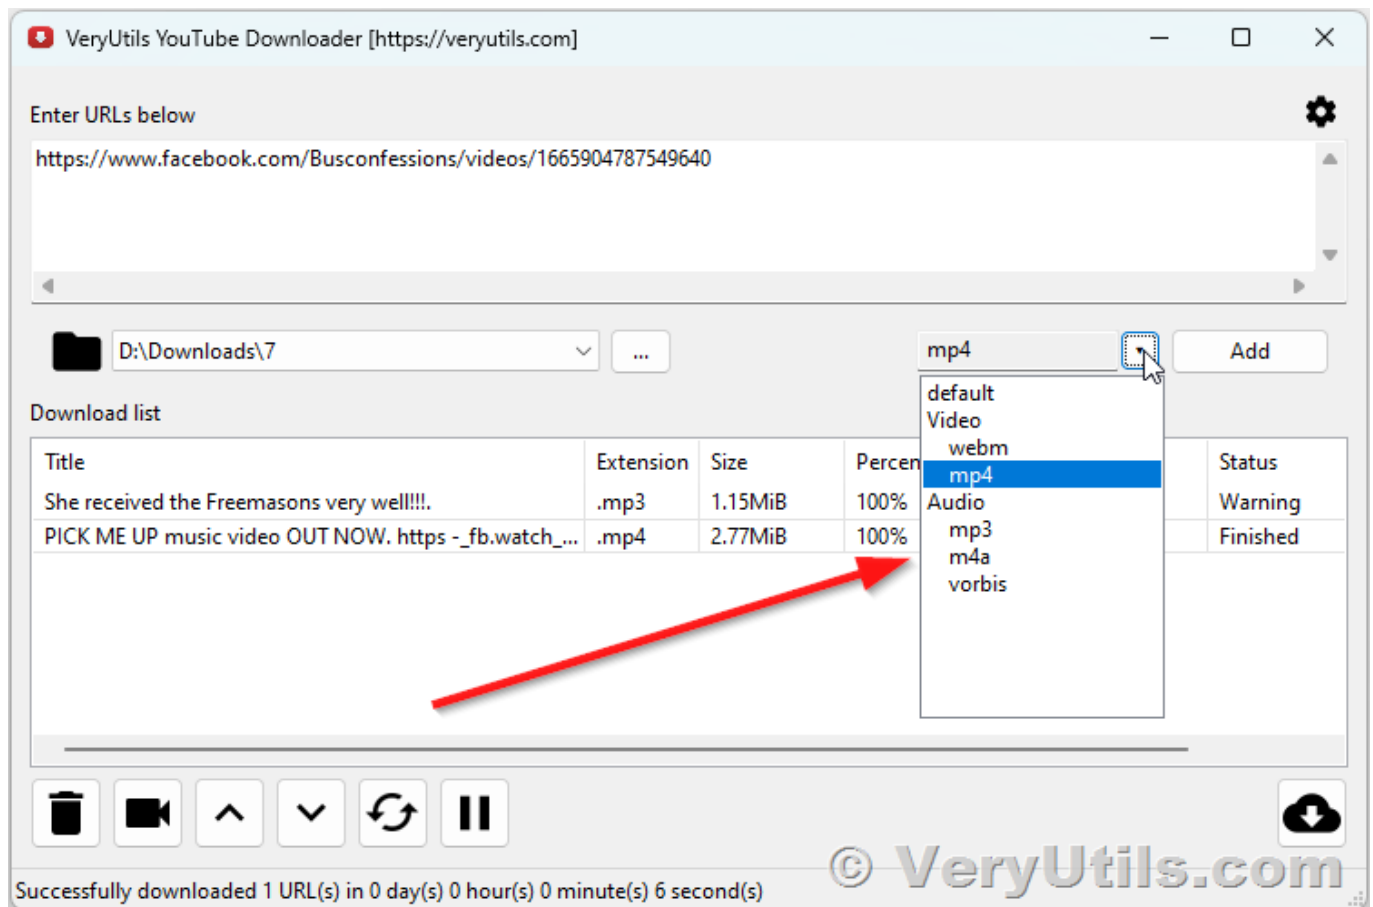 VeryUtils YouTube Downloader [https://veryutils.com]
Enter URLs below
https://www.facebook.com/Busconfessions/videos/1665904787549640
D:\Downloads\7
...
mp4
Add
default
Video
webm
mp4
Audio
mp3
m4a
vorbis
Download list
Title Extension Size Percen Status
She received the Freemasons very well!!!. .mp3 1.15MiB 100% Warning
PICK ME UP music video OUT NOW. https -_fb.watch_... .mp4 2.77MiB 100% Finished
© VeryUtils.com
Successfully downloaded 1 URL(s) in 0 day(s) 0 hour(s) 0 minute(s) 6 second(s)